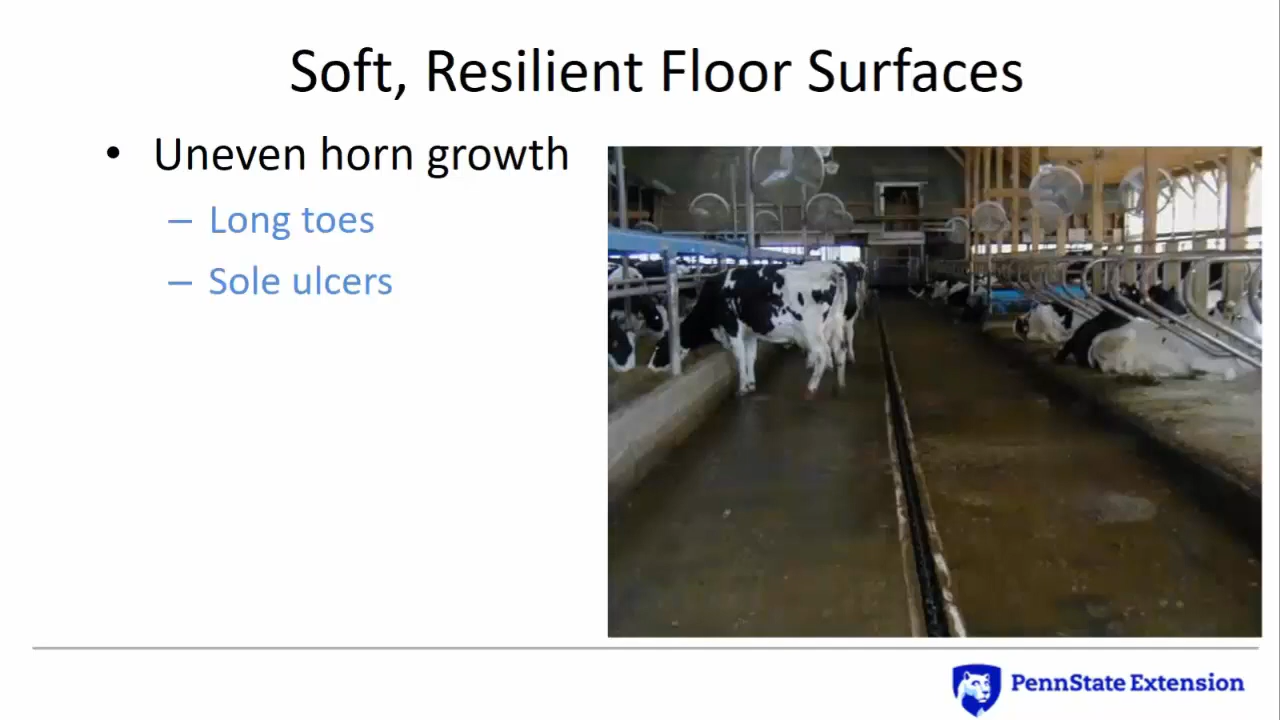 Soft, Resilient Floor Surfaces
• Uneven horn growth
– Long toes
– Sole ulcers
PennState Extension